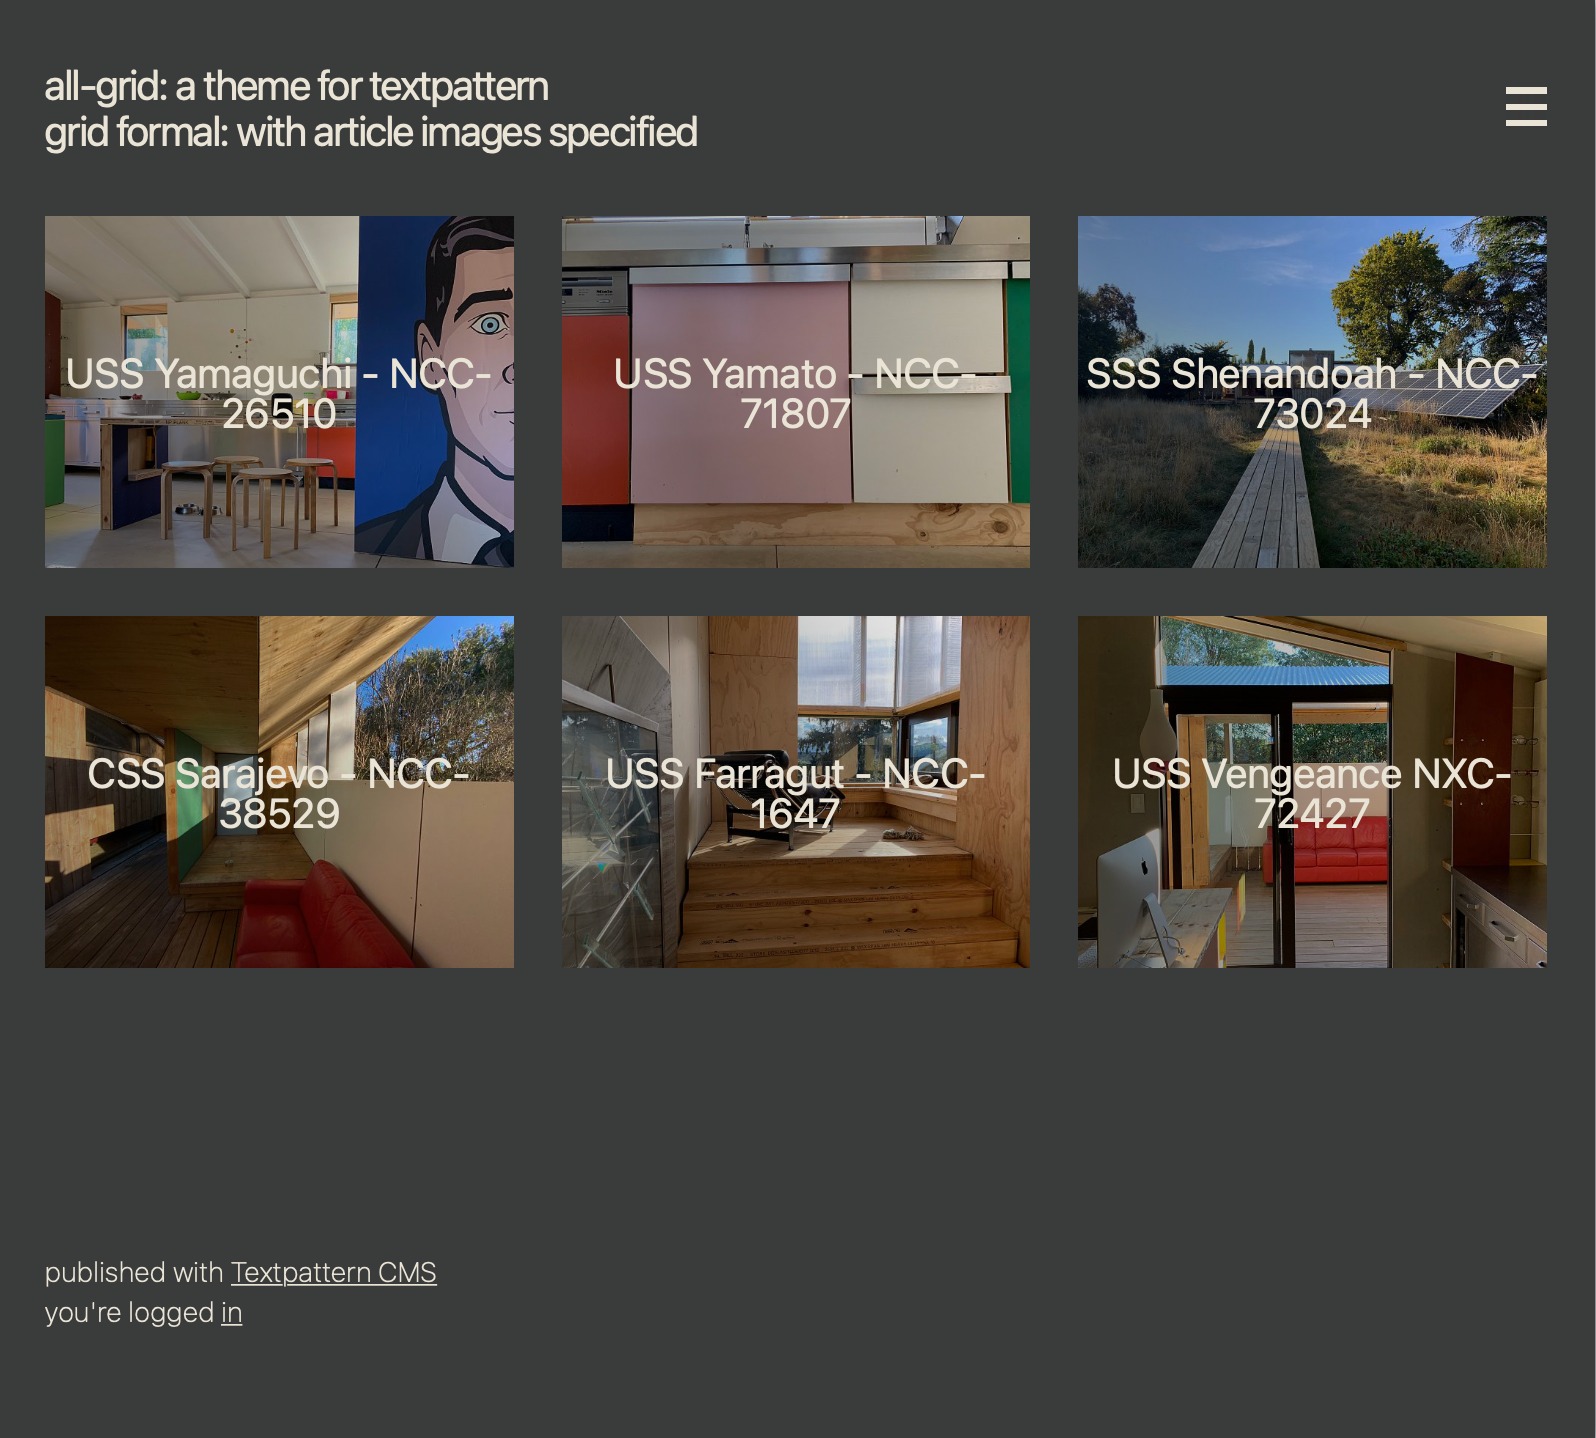 all-grid: a theme for textpattern
grid formal: with article images specified
USS Yamaguchi - NCC-
26510
USS Yamato - NCC-
71807
SSS Shenandoah - NCC-
73024
CSS Sarajevo - NCC-
38529
USS Farragut - NCC-
1647
USS Vengeance NXC-
72427
published with Textpattern CMS
you're logged in